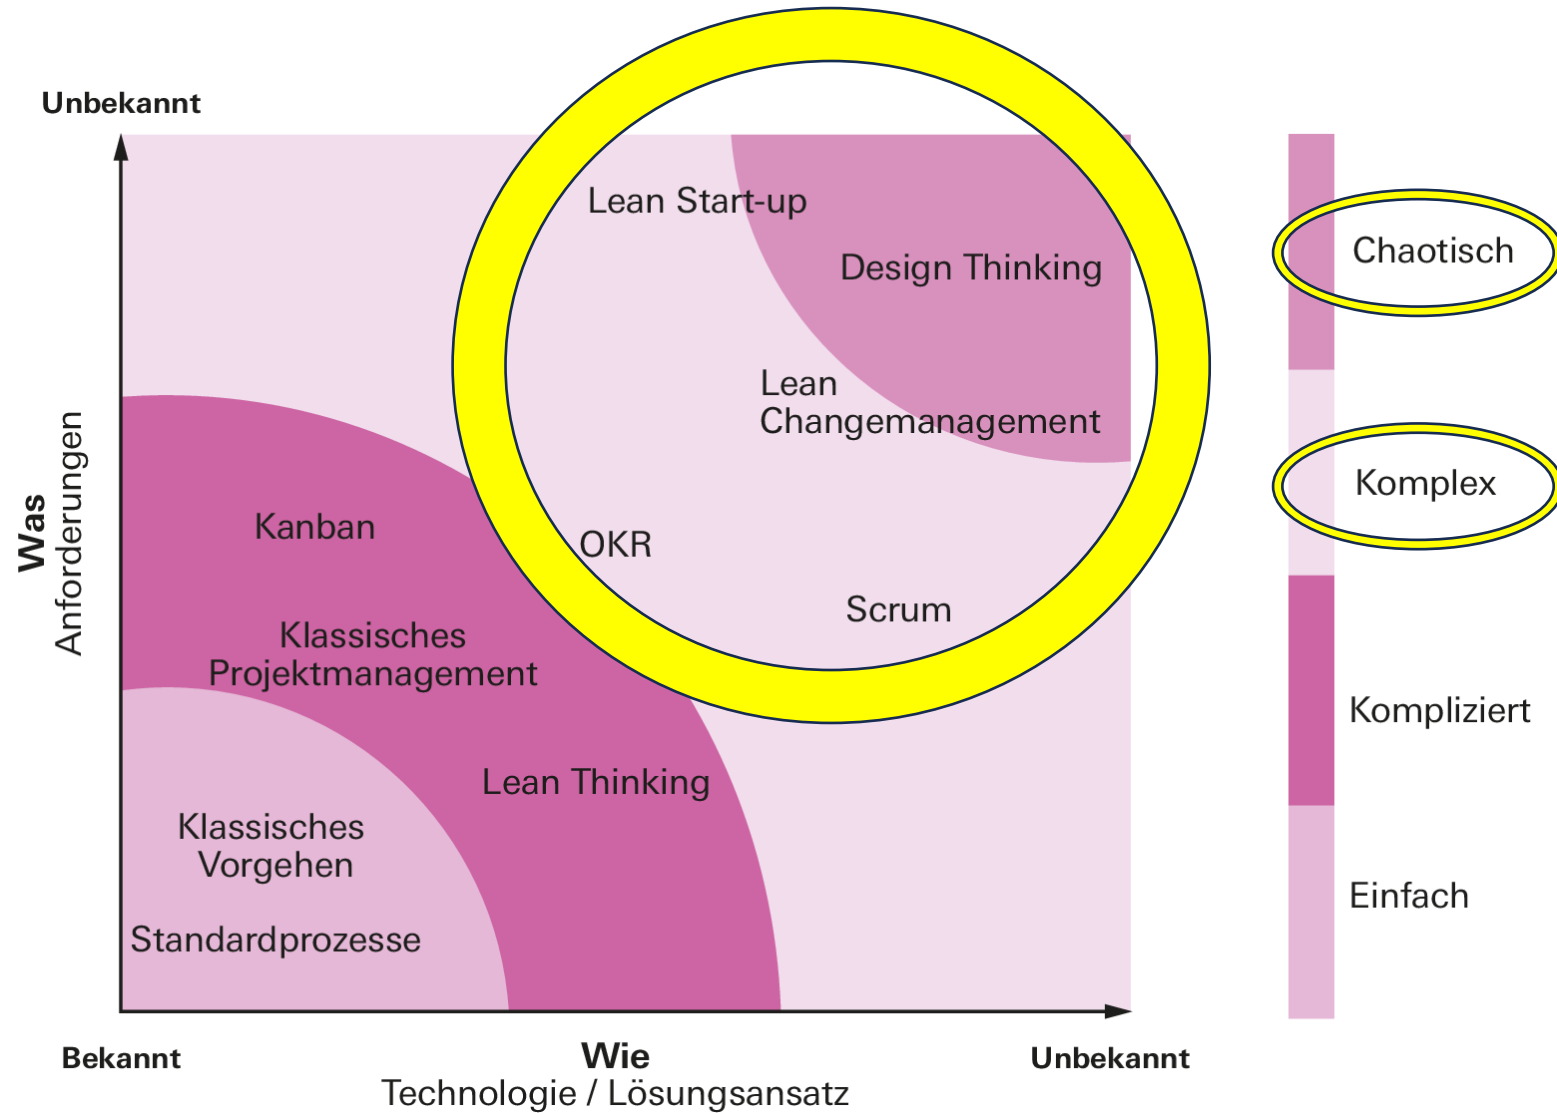 Unbekannt
Lean Start-up
Design Thinking
Lean
Changemanagement
Kanban
OKR
Scrum
Klassisches
Projektmanagement
Lean Thinking
Klassisches
Vorgehen
Standardprozesse
Was
Anforderungen
Bekannt
Wie
Unbekannt
Technologie / Lösungsansatz
Chaotisch
Komplex
Kompliziert
Einfach